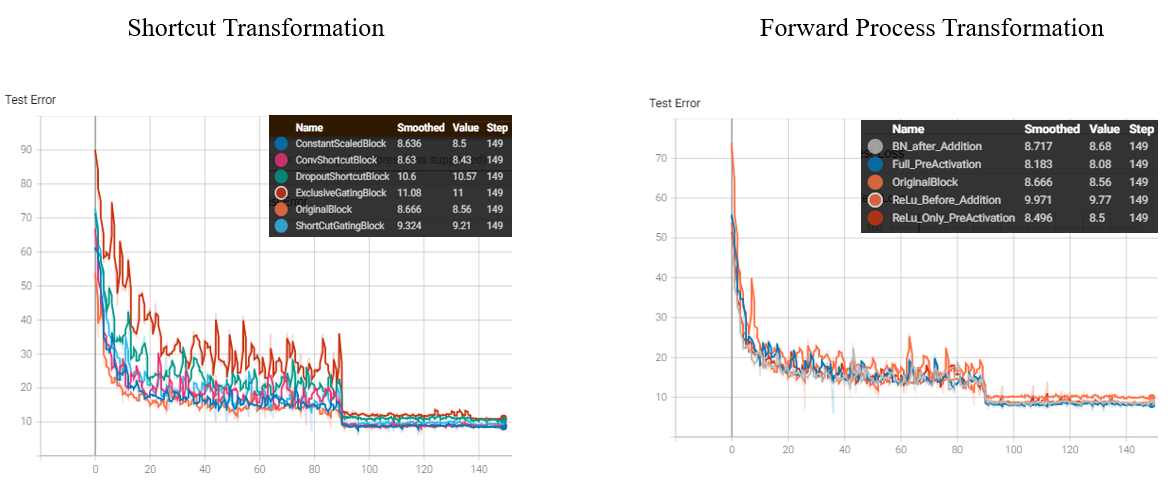 Shortcut Transformation
Forward Process Transformation
Test Error
Name Smoothed Value Step
ConstantScaledBlock 8.636 8.5 149
ConvShortcutBlock 8.63 8.43 149
DropoutShortcutBlock 10.6 10.57 149
ExclusiveGatingBlock 11.08 11 149
OriginalBlock 8.666 8.56 149
ShortCutGatingBlock 9.324 9.21 149
90
80
70
60
50
40
30
20
10
0 20 40 60 80 100 120 140
Test Error
Name Smoothed Value Step
BN_after_Addition 8.717 8.68 149
Full_PreActivation 8.183 8.08 149
OriginalBlock 8.666 8.56 149
ReLu_Before_Addition 9.971 9.77 149
ReLu_Only_PreActivation 8.496 8.5 149
70
60
50
40
30
20
10
0 20 40 60 80 100 120 140